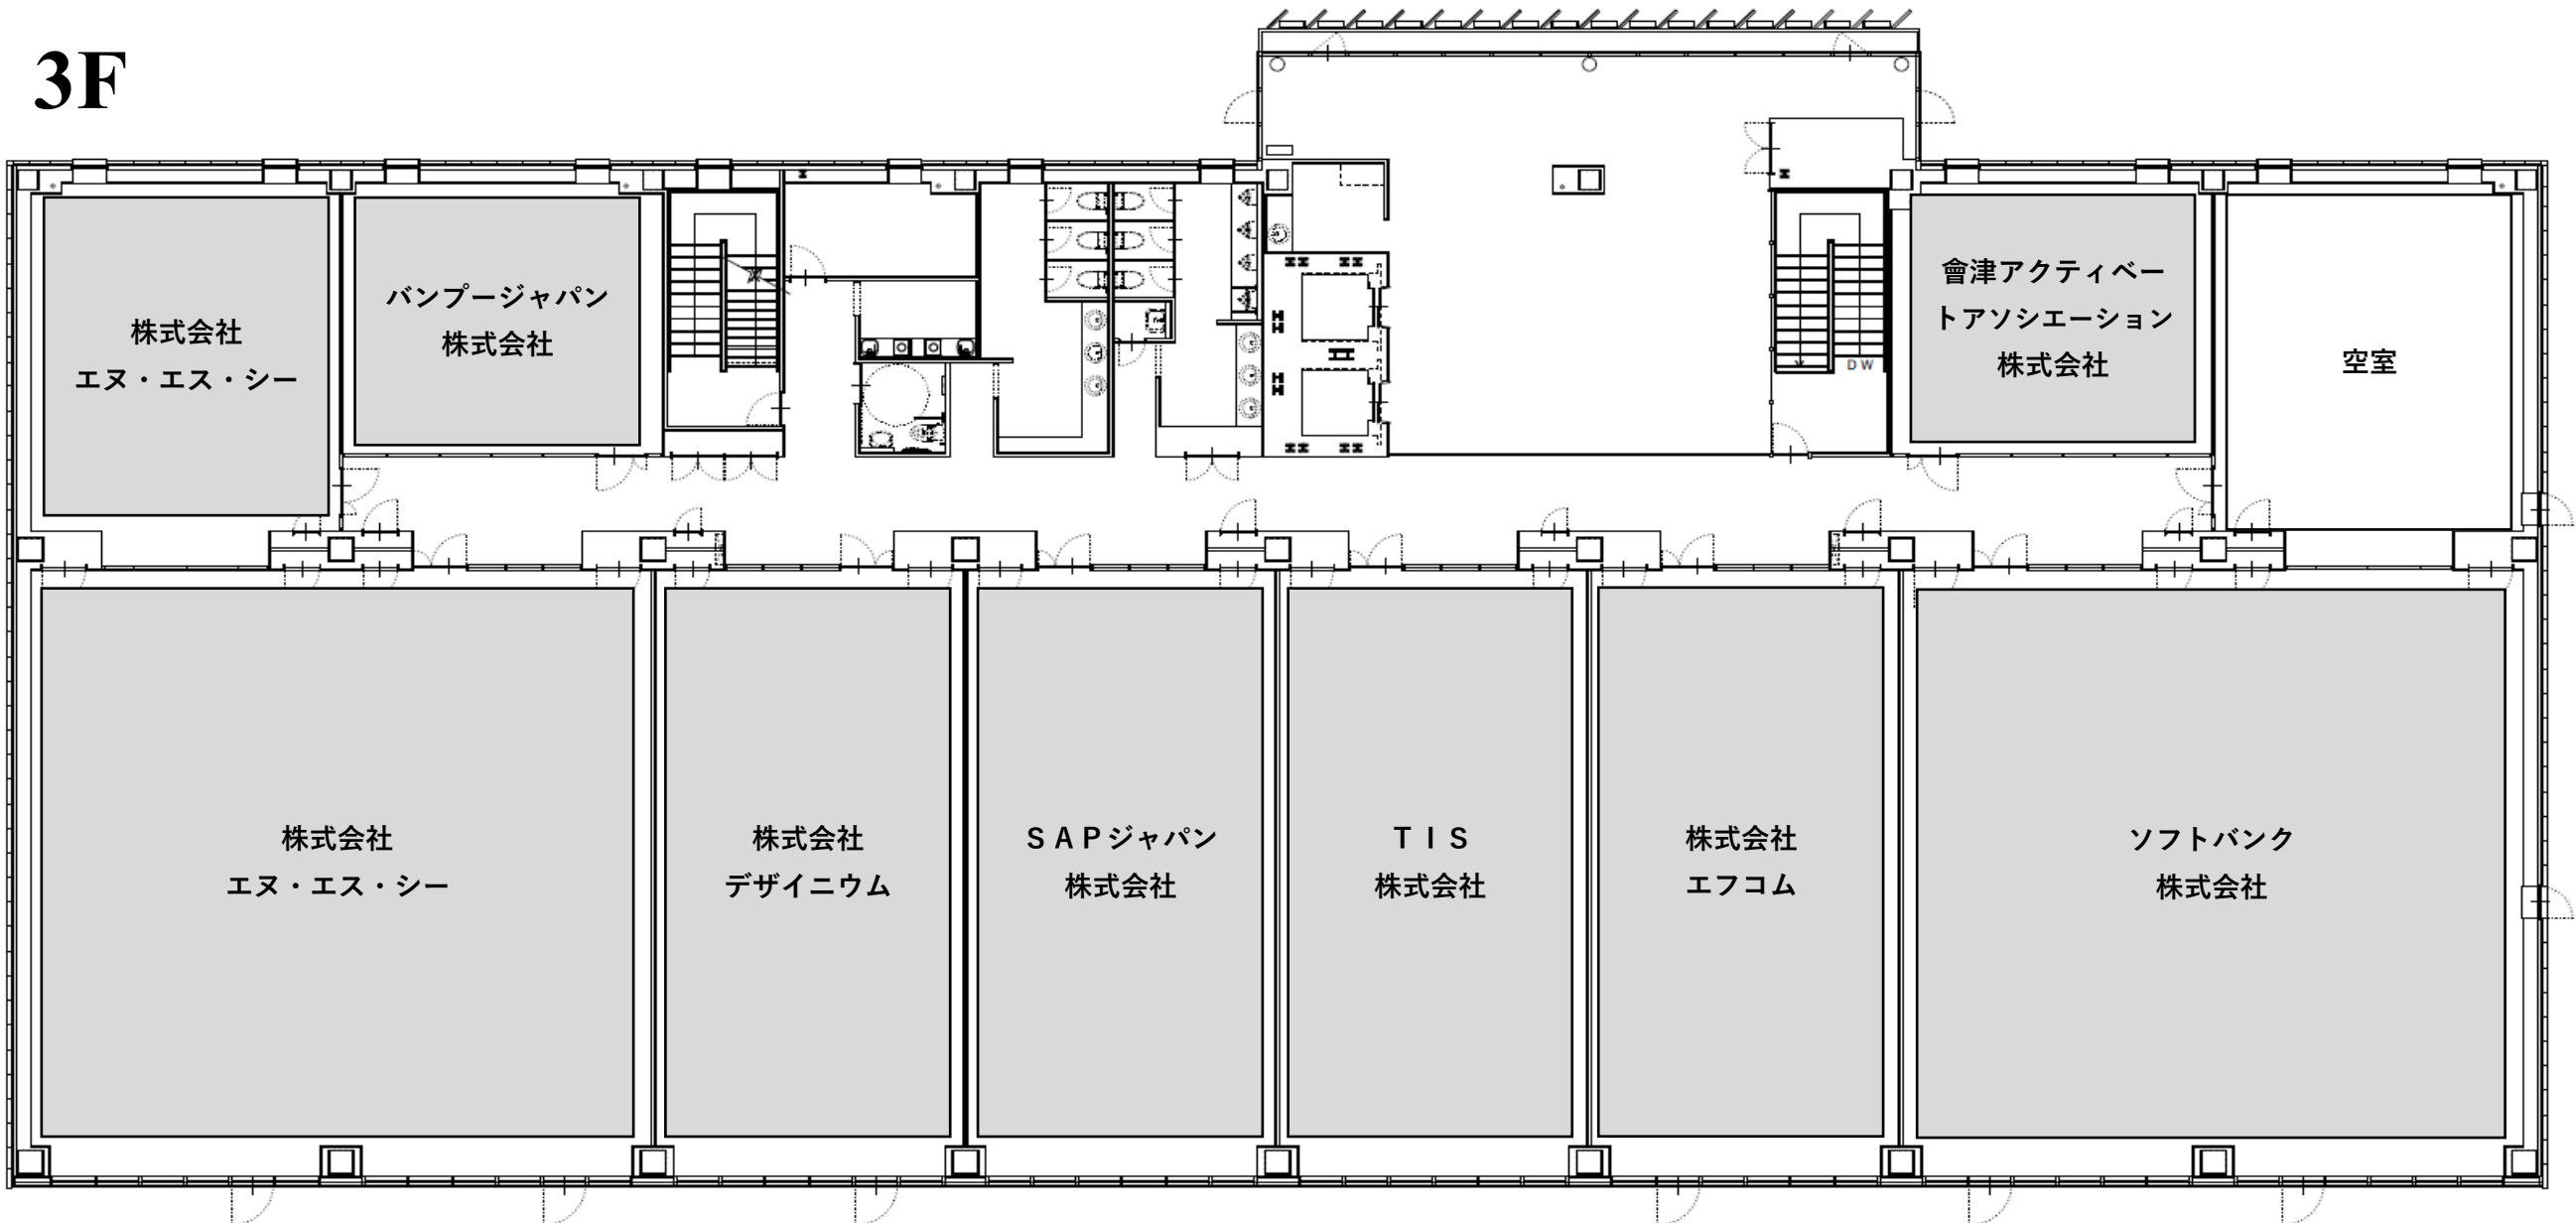 3F
株式会社
エヌ・エス・シー
バンプージャパン
株式会社
會津アクティベー
トアソシエーション
株式会社
空室
DW
株式会社
エヌ・エス・シー
株式会社
デザイニウム
ＳＡＰジャパン
株式会社
ＴＩＳ
株式会社
株式会社
エフコム
ソフトバンク
株式会社